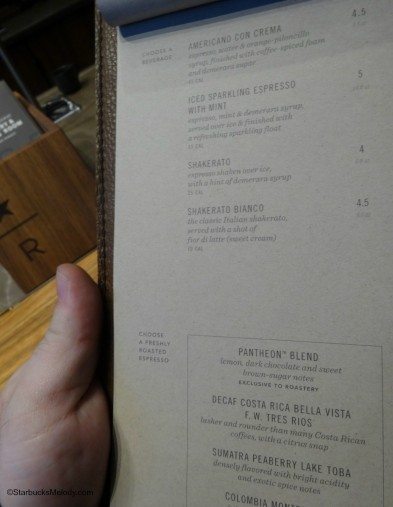 CHOOSE A
BEVERAGE
AMERICANO CON CREMA 4.5
espresso, water & orange-piloncillo
syrup, finished with coffee-spiced foam
and demerara sugar
ICED SPARKLING ESPRESSO 5
WITH MINT
espresso, mint & demerara syrup,
served over ice & finished with
a refreshing sparkling float
SHAKERATO 4
espresso shaken over ice,
with a hint of demerara syrup
SHAKERATO BIANCO 4.5
the classic Italian shakerato,
served with a shot of
fior di latte (sweet cream)
R
CHOOSE
A FRESHLY
ROASTED
ESPRESSO
PANTHEON™ BLEND
lemon, dark chocolate and sweet
brown-sugar notes
EXCLUSIVE TO ROASTERY
DECAF COSTA RICA BELLA VISTA
F. W. TRES RIOS
lusher and rounder than many Costa Rican
coffees, with a citrus snap
SUMATRA PEABERRY LAKE TOBA
densely flavored with bright acidity
and exotic spice notes
COLOMBIA
©StarbucksMelody.com